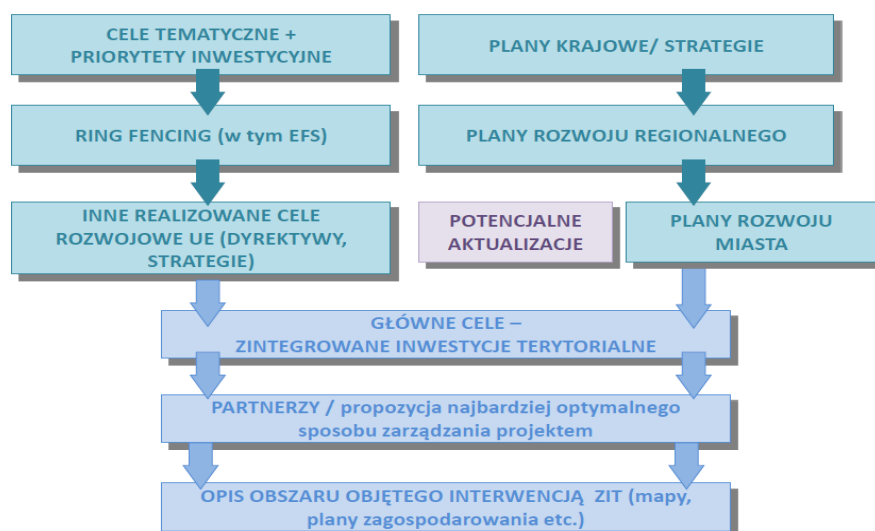 CELE TEMATYCZNE +
PRIORYTETY INWESTYCYJNE
PLANY KRAJOWE/ STRATEGIE
RING FENCING (w tym EFS)
PLANY ROZWOJU REGIONALNEGO
INNE REALIZOWANE CELE
ROZWOJOWE UE (DYREKTYWY,
STRATEGIE)
POTENCJALNE
AKTUALIZACJE
PLANY ROZWOJU
MIASTA
GŁÓWNE CELE –
ZINTEGROWANE INWESTYCJE TERYTORIALNE
PARTNERZY / propozycja najbardziej optymalnego
sposobu zarządzania projektem
OPIS OBSZARU OBJĘTEGO INTERWENCJĄ ZIT (mapy,
plany zagospodarowania etc.)